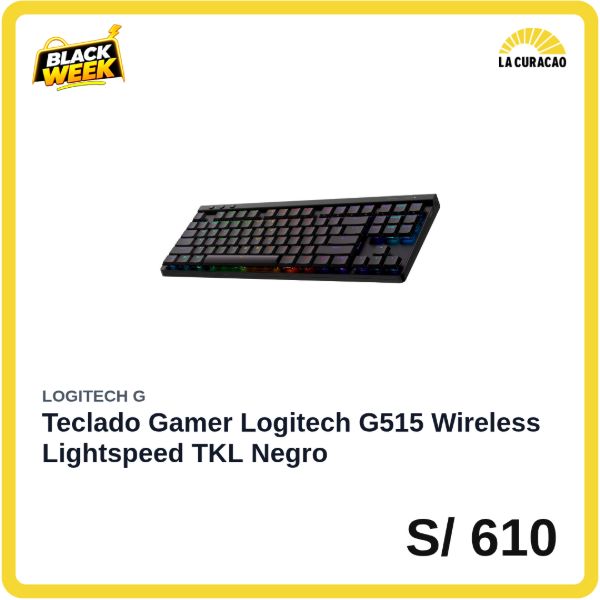 BLACK
WEEK
LA CURACAO
LOGITECH G
Teclado Gamer Logitech G515 Wireless
Lightspeed TKL Negro
S/ 610